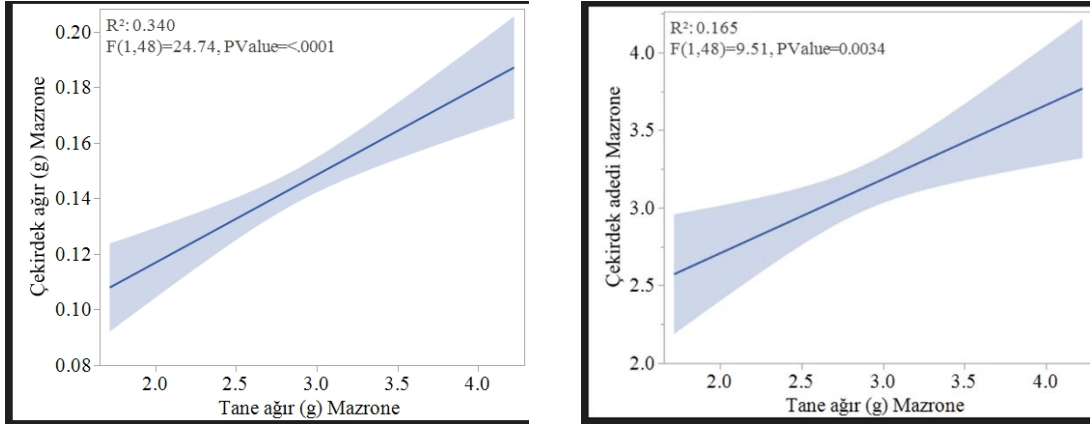 R²: 0.340
F(1,48)=24.74, PValue=<.0001
Çekirdek ağır (g) Mazrone
0.20
0.18
0.16
0.14
0.12
0.10
0.08
2.0 2.5 3.0 3.5 4.0
Tane ağır (g) Mazrone
R²: 0.165
F(1,48)=9.51, PValue=0.0034
Çekirdek adedi Mazrone
4.0
3.5
3.0
2.5
2.0
2.0 2.5 3.0 3.5 4.0
Tane ağır (g) Mazrone